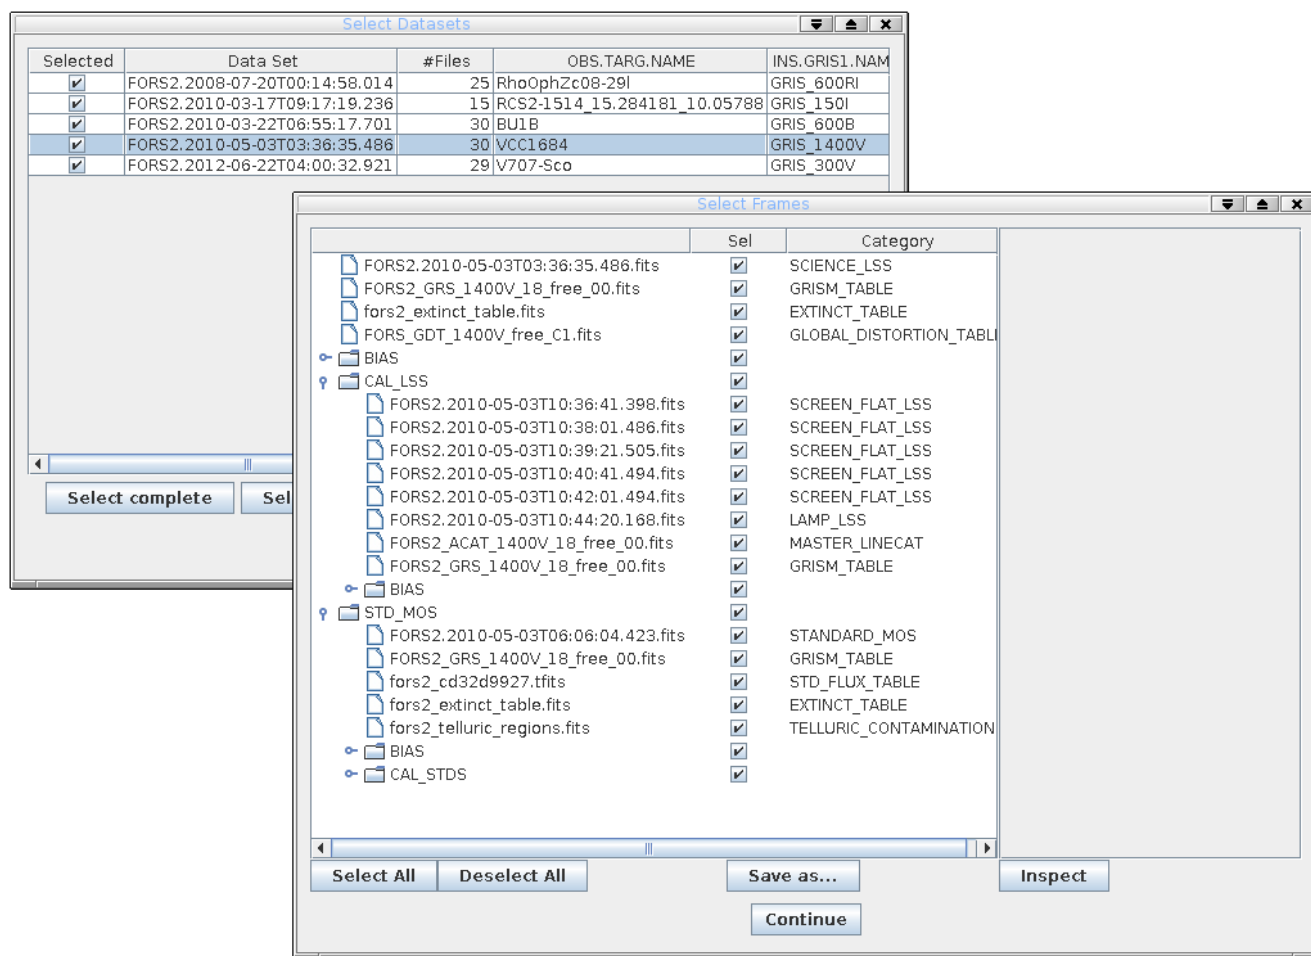 Select Datasets
Selected Data Set #Files OBS.TARG.NAME INS.GRIS1.NAM
FORS2.2008-07-20T00:14:58.014 25 RhoOphZc08-29l GRIS_600RI
FORS2.2010-03-17T09:17:19.236 15 RCS2-1514_15.284181_10.05788 GRIS_150I
FORS2.2010-03-22T06:55:17.701 30 BU1B GRIS_600B
FORS2.2010-05-03T03:36:35.486 30 VCC1684 GRIS_1400V
FORS2.2012-06-22T04:00:32.921 29 V707-Sco GRIS_300V
Select complete Sel
Select Frames
Sel Category
FORS2.2010-05-03T03:36:35.486.fits SCIENCE_LSS
FORS2_GRS_1400V_18_free_00.fits GRISM_TABLE
fors2_extinct_table.fits EXTINCT_TABLE
FORS_GDT_1400V_free_C1.fits GLOBAL_DISTORTION_TABL
BIAS
CAL_LSS
FORS2.2010-05-03T10:36:41.398.fits SCREEN_FLAT_LSS
FORS2.2010-05-03T10:38:01.486.fits SCREEN_FLAT_LSS
FORS2.2010-05-03T10:39:21.505.fits SCREEN_FLAT_LSS
FORS2.2010-05-03T10:40:41.494.fits SCREEN_FLAT_LSS
FORS2.2010-05-03T10:42:01.494.fits SCREEN_FLAT_LSS
FORS2.2010-05-03T10:44:20.168.fits LAMP_LSS
FORS2_ACAT_1400V_18_free_00.fits MASTER_LINECAT
FORS2_GRS_1400V_18_free_00.fits GRISM_TABLE
BIAS
STD_MOS
FORS2.2010-05-03T06:06:04.423.fits STANDARD_MOS
FORS2_GRS_1400V_18_free_00.fits GRISM_TABLE
fors2_cd32d9927.tfits STD_FLUX_TABLE
fors2_extinct_table.fits EXTINCT_TABLE
fors2_telluric_regions.fits TELLURIC_CONTAMINATION
BIAS
CAL_STDS
Select All Deselect All Save as... Inspect
Continue